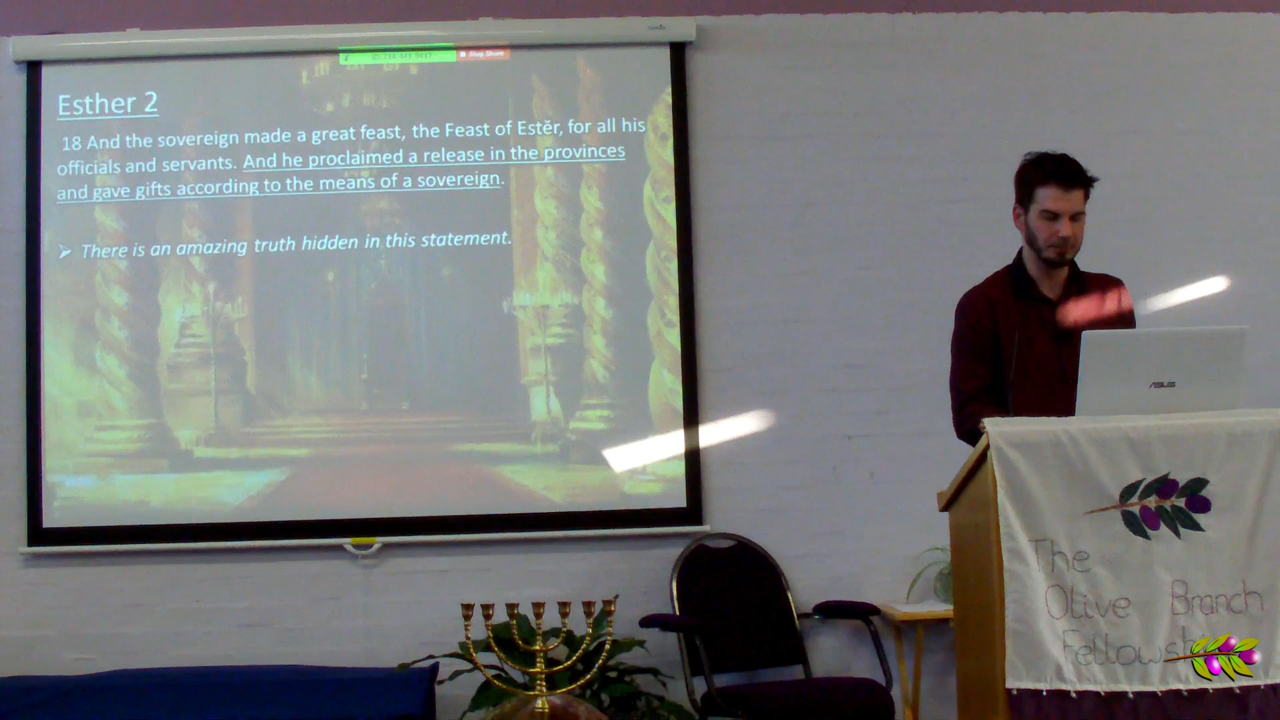 Stop Share
Esther 2
18 And the sovereign made a great feast, the Feast of Estĕr, for all his
officials and servants. And he proclaimed a release in the provinces
and gave gifts according to the means of a sovereign.
➢ There is an amazing truth hidden in this statement.
ASUS
The
Olive Branch